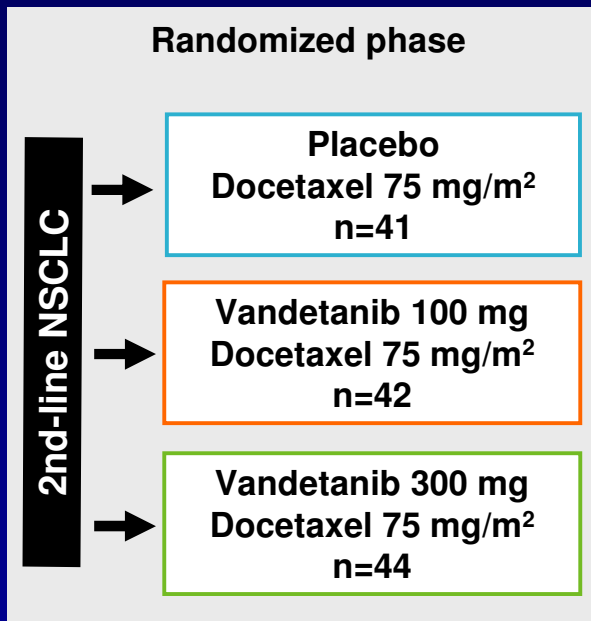 Randomized phase
2nd-line NSCLC
Placebo
Docetaxel 75 mg/m²
n=41
Vandetanib 100 mg
Docetaxel 75 mg/m²
n=42
Vandetanib 300 mg
Docetaxel 75 mg/m²
n=44